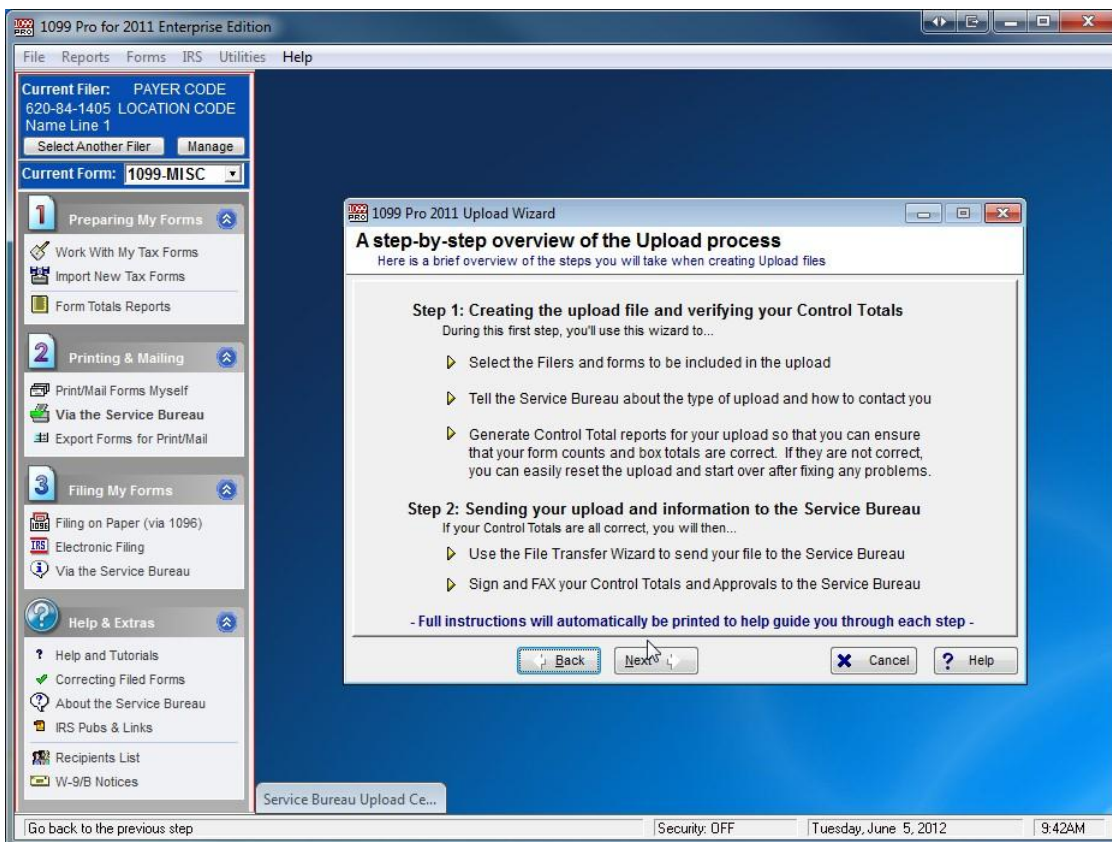 1099 PRO 1099 Pro for 2011 Enterprise Edition
File Reports Forms IRS Utilities Help
Current Filer: PAYER CODE
620-84-1405 LOCATION CODE
Name Line 1
Select Another Filer Manage
Current Form: 1099-MISC
1 Preparing My Forms
Work With My Tax Forms
Import New Tax Forms
Form Totals Reports
2 Printing & Mailing
Print/Mail Forms Myself
Via the Service Bureau
Export Forms for Print/Mail
3 Filing My Forms
1096 Filing on Paper (via 1096)
IRS Electronic Filing
Via the Service Bureau
? Help & Extras
? Help and Tutorials
Correcting Filed Forms
? About the Service Bureau
IRS Pubs & Links
Recipients List
W-9/B Notices
1099 PRO 1099 Pro 2011 Upload Wizard
A step-by-step overview of the Upload process
Here is a brief overview of the steps you will take when creating Upload files
Step 1: Creating the upload file and verifying your Control Totals
During this first step, you'll use this wizard to...
Select the Filers and forms to be included in the upload
Tell the Service Bureau about the type of upload and how to contact you
Generate Control Total reports for your upload so that you can ensure
that your form counts and box totals are correct. If they are not correct,
you can easily reset the upload and start over after fixing any problems.
Step 2: Sending your upload and information to the Service Bureau
If your Control Totals are all correct, you will then...
Use the File Transfer Wizard to send your file to the Service Bureau
Sign and FAX your Control Totals and Approvals to the Service Bureau
- Full instructions will automatically be printed to help guide you through each step -
Back Next Cancel ? Help
Service Bureau Upload Ce...
Go back to the previous step Security: OFF Tuesday, June 5, 2012 9:42AM